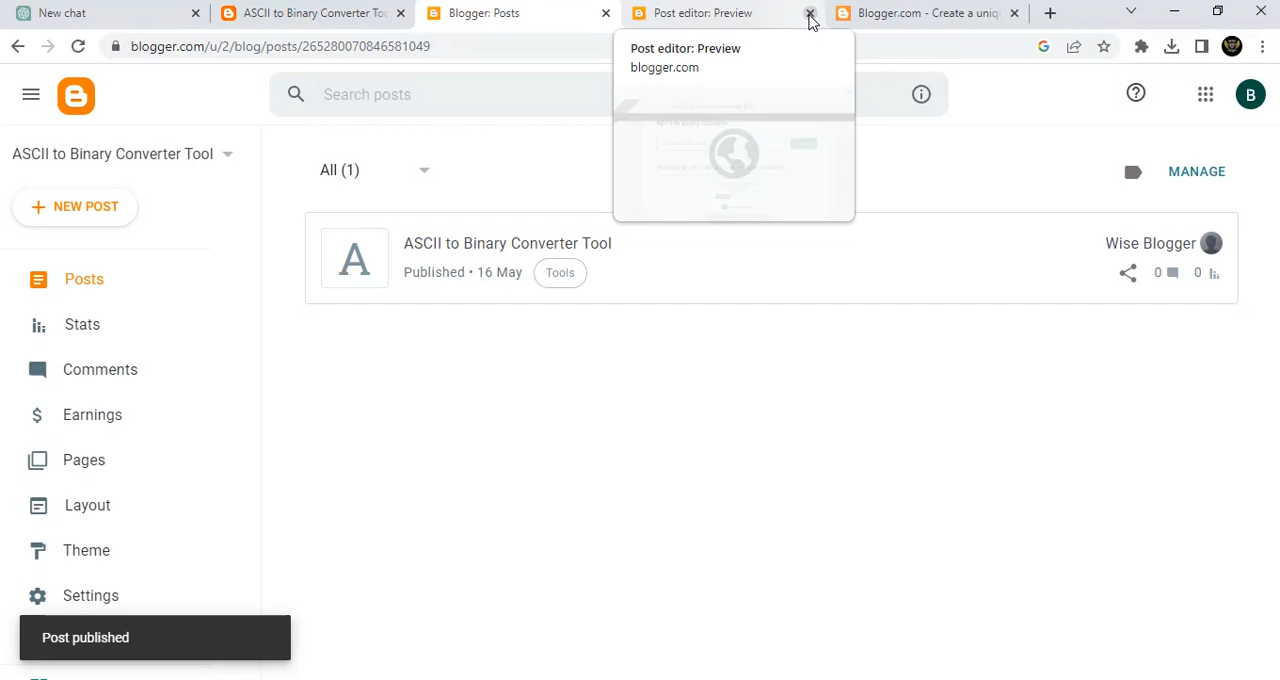 New chat
ASCII to Binary Converter Too
Blogger: Posts
Post editor: Preview
Blogger.com - Create a uniq
blogger.com/u/2/blog/posts/265280070846581049
Post editor: Preview
blogger.com
Search posts
B
ASCII to Binary Converter Tool
NEW POST
All (1)
MANAGE
A
ASCII to Binary Converter Tool
Published • 16 May
Tools
Wise Blogger
0
0
Posts
Stats
Comments
Earnings
Pages
Layout
Theme
Settings
Post published